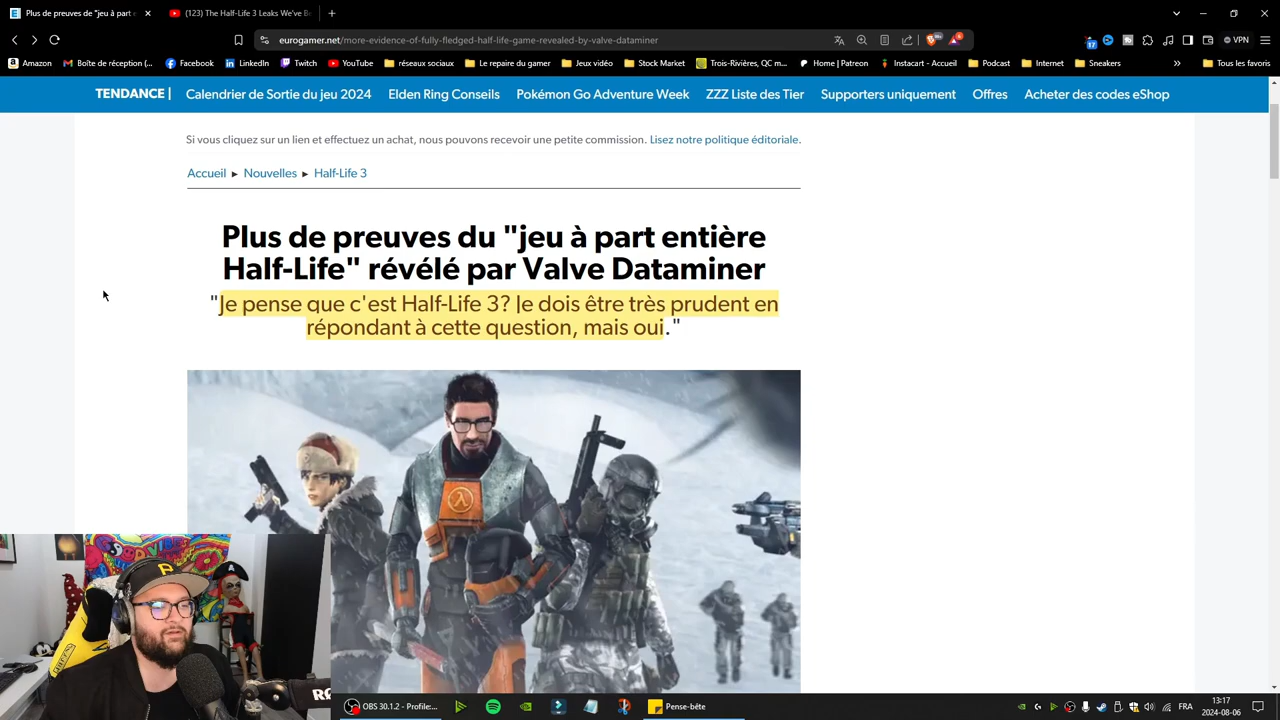 Plus de preuves du "jeu à part e
(123) The Half-Life 3 Leaks We've Be
eurogamer.net/more-evidence-of-fully-fledged-half-life-game-revealed-by-valve-dataminer
VPN
Amazon
Boîte de réception (...
Facebook
LinkedIn
Twitch
YouTube
réseaux sociaux
Le repaire du gamer
Jeux vidéo
Stock Market
Trois-Rivières, QC m...
Home | Patreon
Instacart - Accueil
Podcast
Internet
Sneakers
Tous les favoris
TENDANCE |
Calendrier de Sortie du jeu 2024
Elden Ring Conseils
Pokémon Go Adventure Week
ZZZ Liste des Tier
Supporters uniquement
Offres
Acheter des codes eShop
Si vous cliquez sur un lien et effectuez un achat, nous pouvons recevoir une petite commission. Lisez notre politique éditoriale.
Accueil ▸ Nouvelles ▸ Half-Life 3
Plus de preuves du "jeu à part entière
Half-Life" révélé par Valve Dataminer
"Je pense que c'est Half-Life 3? Je dois être très prudent en
répondant à cette question, mais oui."
OBS 30.1.2 - Profile:...
Pense-bête
FRA
13:17
2024-08-06